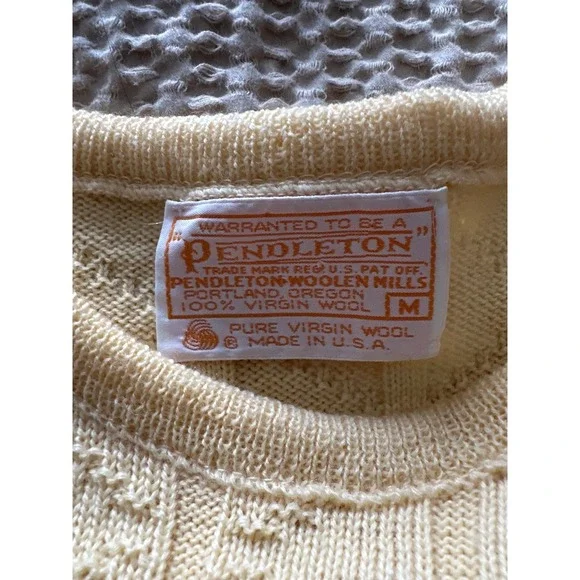 WARRANTED TO BE A
"PENDLETON"
TRADE MARK REG U.S. PAT OFF.
PENDLETON WOOLEN MILLS
PORTLAND, OREGON
100% VIRGIN WOOL M
PURE VIRGIN WOOL
® MADE IN U.S.A.